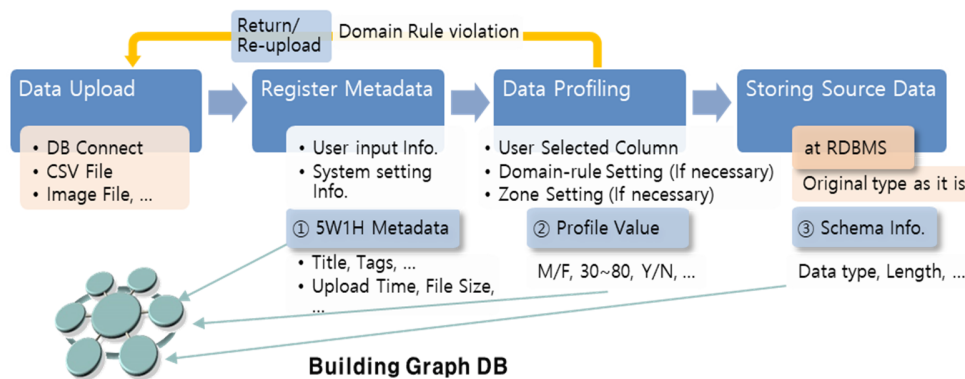 Return/
Re-upload
Domain Rule violation
Data Upload
Register Metadata
Data Profiling
Storing Source Data
• DB Connect
• CSV File
• Image File, ...
• User input Info.
• System setting
Info.
• User Selected Column
• Domain-rule Setting (If necessary)
• Zone Setting (If necessary)
at RDBMS
Original type as it is
① 5W1H Metadata
② Profile Value
③ Schema Info.
• Title, Tags, ...
• Upload Time, File Size,
...
M/F, 30~80, Y/N, ...
Data type, Length, ...
Building Graph DB